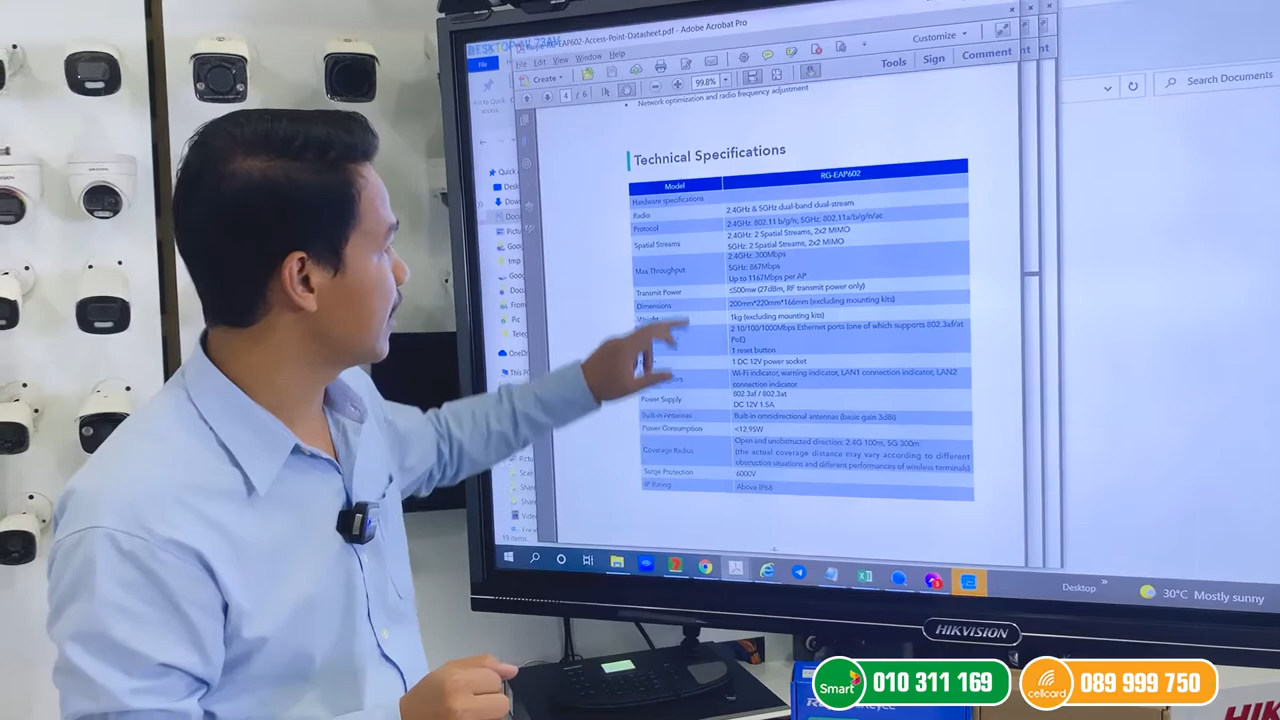 RG-EAP602-Access-Point-Datasheet.pdf - Adobe Acrobat Pro
File Edit View Window Help
Customize
Create
4 / 6
99.8%
Tools Sign Comment
File
Search Documents
Network optimization and radio frequency adjustment
Technical Specifications
Model RG-EAP602
Hardware specifications
Radio 2.4GHz & 5GHz dual-band dual-stream
Protocol 2.4GHz: 802.11 b/g/n, 5GHz: 802.11a/b/g/n/ac
Spatial Streams 2.4GHz: 2 Spatial Streams, 2x2 MIMO
5GHz: 2 Spatial Streams, 2x2 MIMO
Max Throughput 2.4GHz: 300Mbps
5GHz: 867Mbps
Up to 1167Mbps per AP
Transmit Power ≤500mw (27dBm, RF transmit power only)
Dimensions 200mm*220mm*166mm (excluding mounting kits)
Weight 1kg (excluding mounting kits)
2 10/100/1000Mbps Ethernet ports (one of which supports 802.3af/at
PoE)
1 reset button
1 DC 12V power socket
Wi-Fi indicator, warning indicator, LAN1 connection indicator, LAN2
connection indicator
Power Supply 802.3af / 802.3at
DC 12V 1.5A
Built-in Antennas Built-in omnidirectional antennas (basic gain 3dBi)
Power Consumption <12.95W
Coverage Radius Open and unobstructed direction: 2.4G 100m, 5G 300m
(the actual coverage distance may vary according to different
obstruction situations and different performances of wireless terminals)
Surge Protection 6000V
IP Rating Above IP68
19 items
Desktop
30°C Mostly sunny
HIKVISION
Smart 010 311 169
cellcard 089 999 750